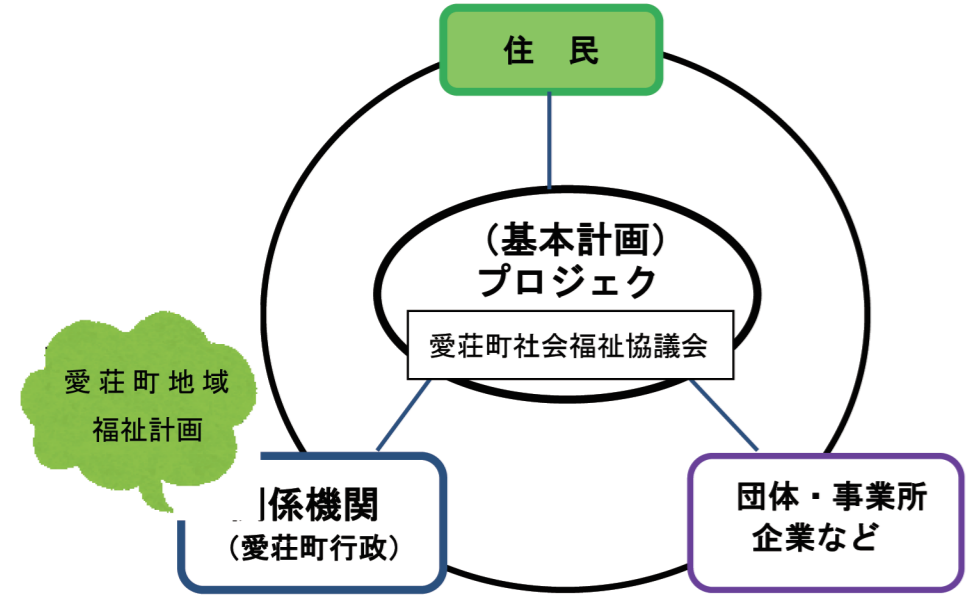 住　民
（基本計画）
プロジェク
愛荘町社会福祉協議会
愛荘町地域
福祉計画
係機関
（愛荘町行政）
団体・事業所
企業など